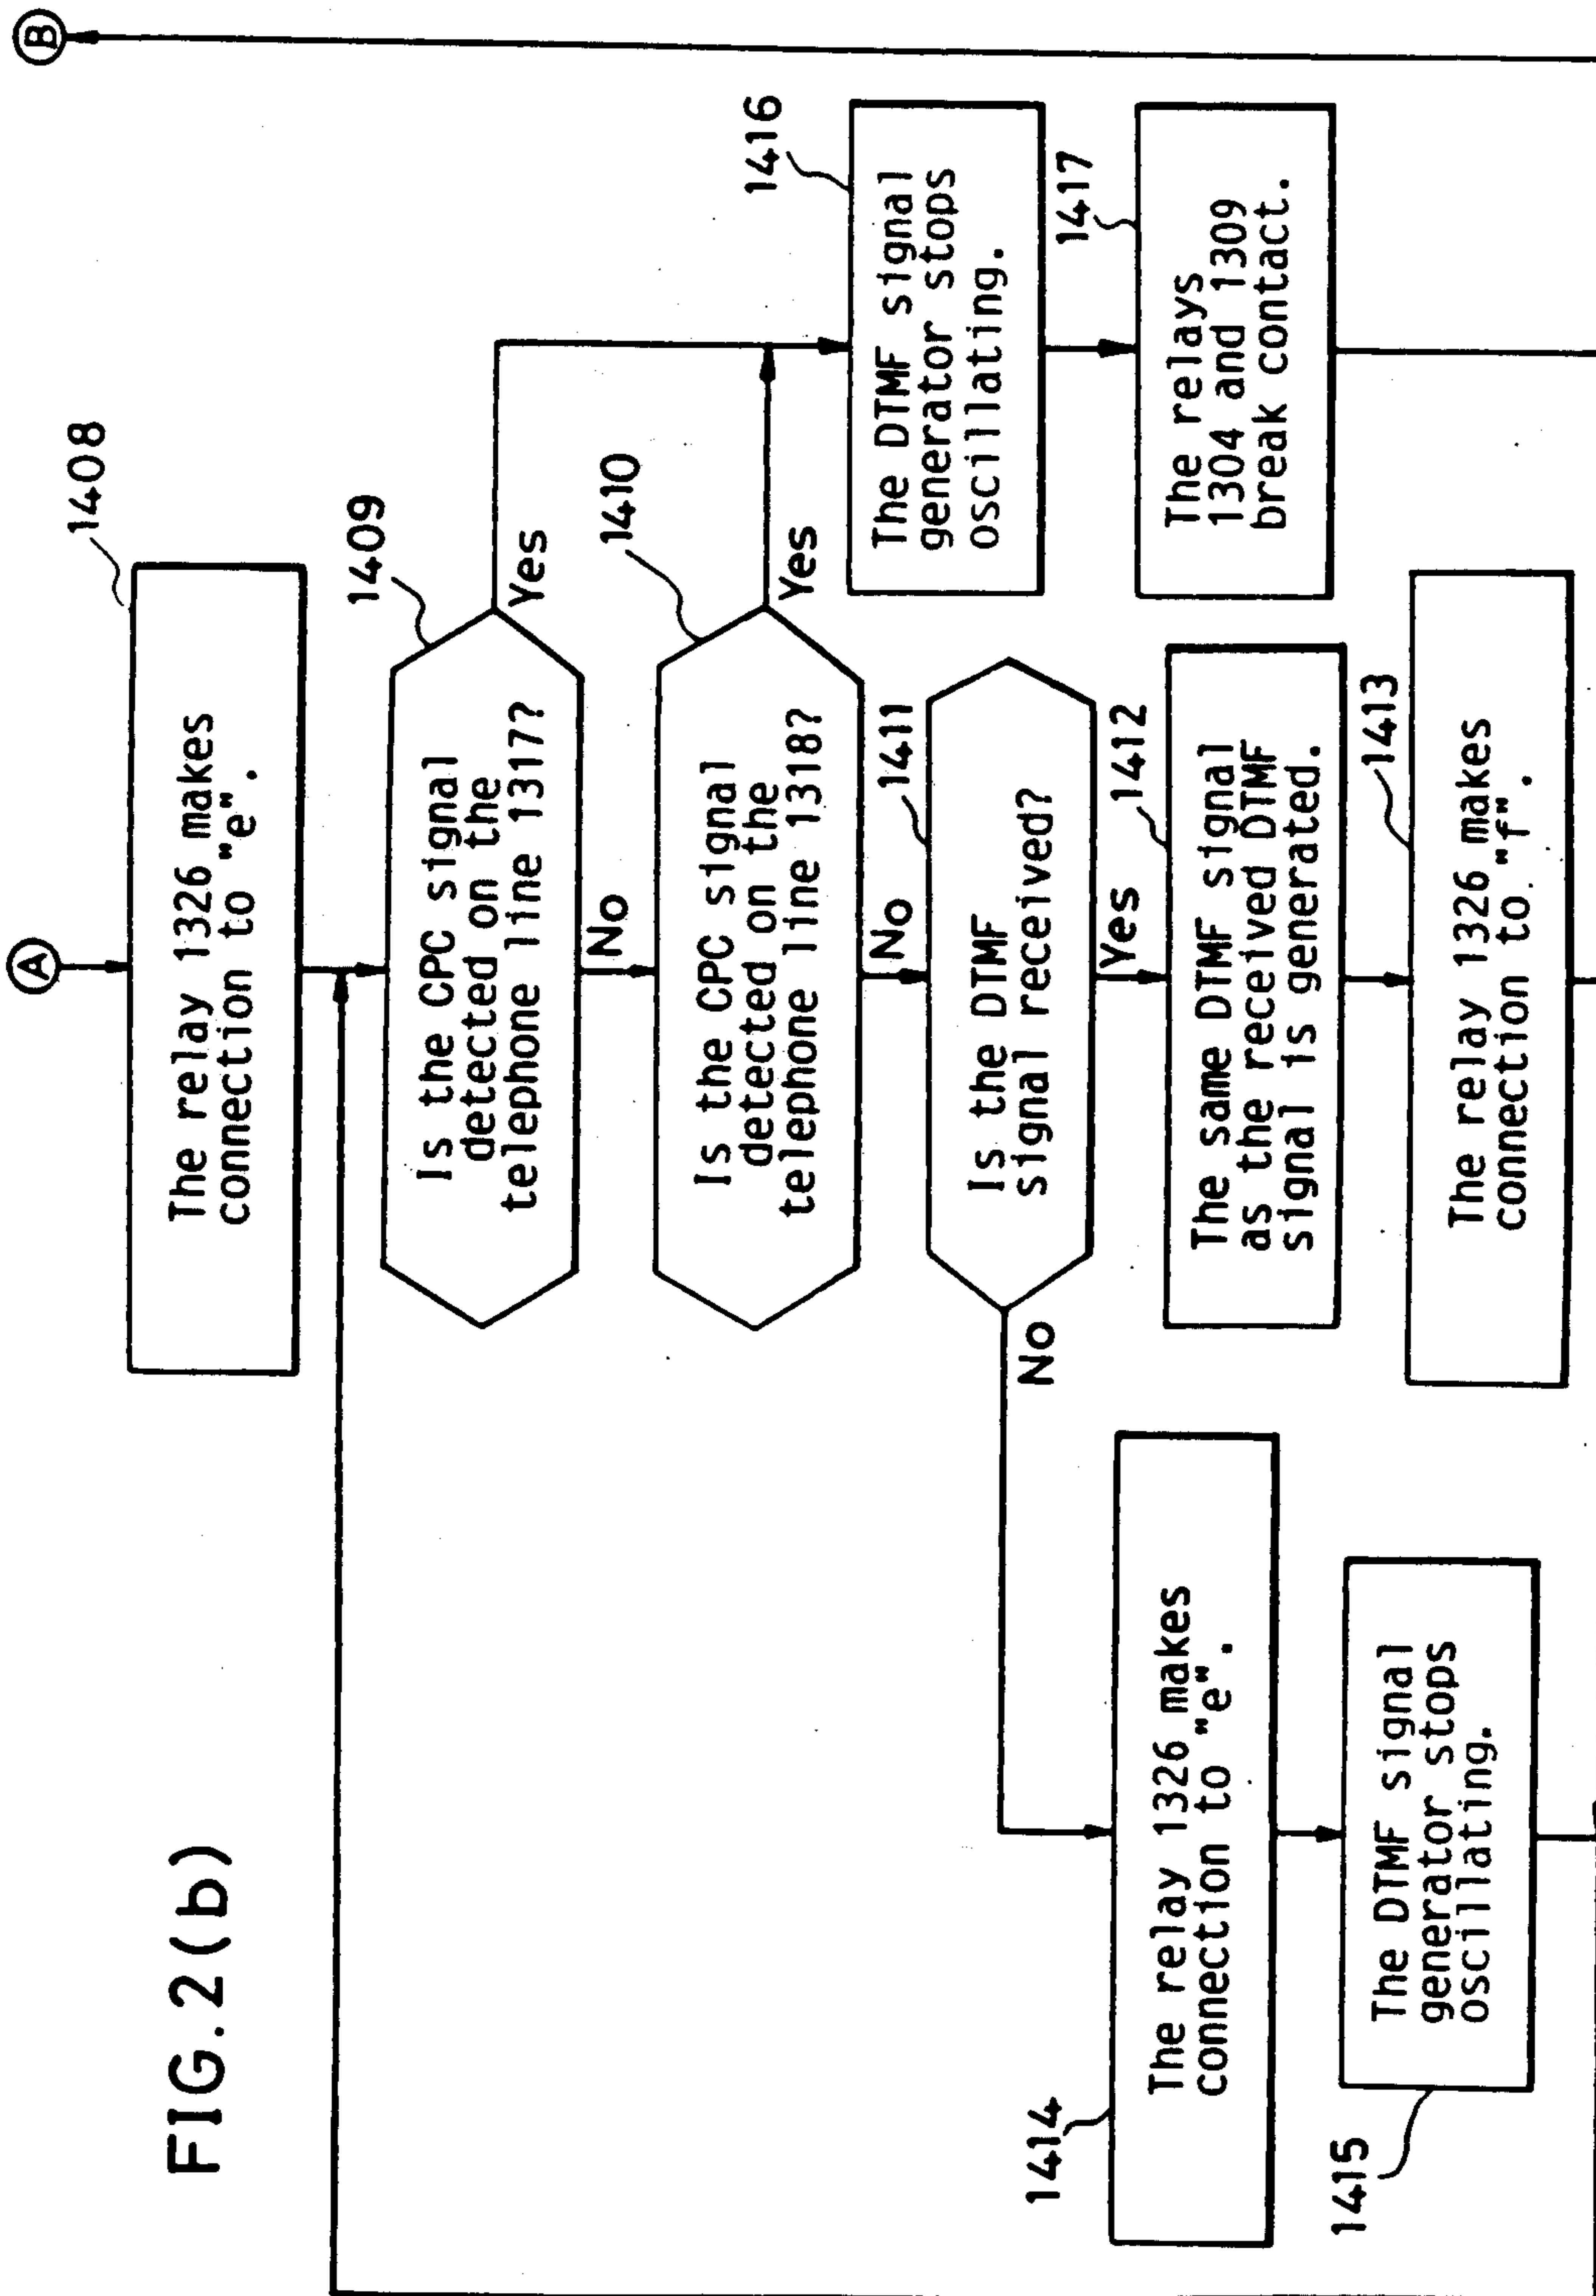 FIG.2(b)
A
B
1408
The relay 1326 makes
connection to "e".
1409
Is the CPC signal
detected on the
telephone line 1317?
Yes
No
1410
Is the CPC signal
detected on the
telephone line 1318?
Yes
No
1411
Is the DTMF
signal received?
No
Yes
1412
The same DTMF signal
as the received DTMF
signal is generated.
1413
The relay 1326 makes
connection to "f".
1414
The relay 1326 makes
connection to "e".
1415
The DTMF signal
generator stops
oscillating.
1416
The DTMF signal
generator stops
oscillating.
1417
The relays
1304 and 1309
break contact.